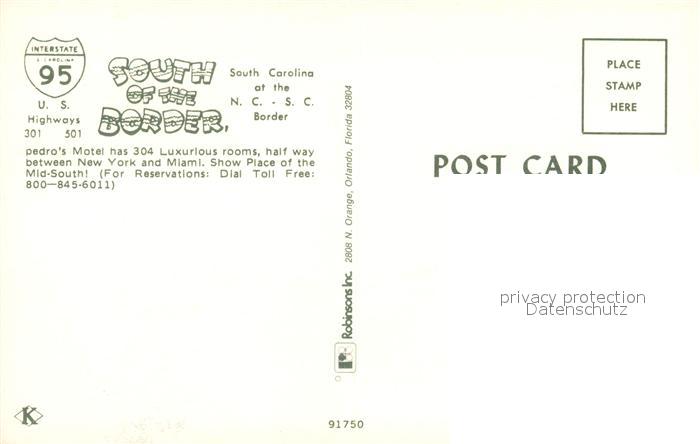 INTERSTATE
S. CAROLINA
95
U. S.
Highways
301 501
SOUTH
OF THE
BORDER,
South Carolina
at the
N. C. - S. C.
Border
pedro's Motel has 304 Luxurious rooms, half way
between New York and Miami. Show Place of the
Mid-South! (For Reservations: Dial Toll Free:
800—845-6011)
Robinsons Inc. 2808 N. Orange, Orlando, Florida 32804
PLACE
STAMP
HERE
POST CARD
privacy protection
Datenschutz
K
91750